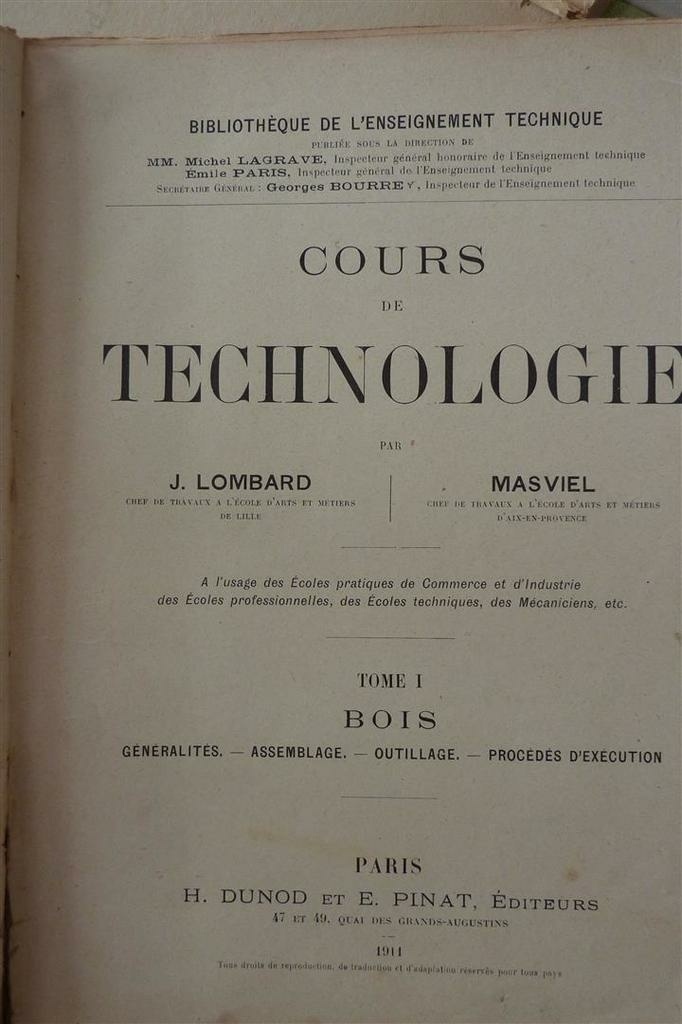 BIBLIOTHÈQUE DE L'ENSEIGNEMENT TECHNIQUE
PUBLIÉE SOUS LA DIRECTION DE
MM. Michel LAGRAVE, Inspecteur général honoraire de l'Enseignement technique
Émile PARIS, Inspecteur général de l'Enseignement technique
SECRÉTAIRE GÉNÉRAL : Georges BOURREY, Inspecteur de l'Enseignement technique
COURS
DE
TECHNOLOGIE
PAR
J. LOMBARD
CHEF DE TRAVAUX A L'ÉCOLE D'ARTS ET MÉTIERS
DE LILLE
MASVIEL
CHEF DE TRAVAUX A L'ÉCOLE D'ARTS ET MÉTIERS
D'AIX-EN-PROVENCE
A l'usage des Écoles pratiques de Commerce et d'Industrie
des Écoles professionnelles, des Écoles techniques, des Mécaniciens, etc.
TOME I
BOIS
GÉNÉRALITÉS. — ASSEMBLAGE. — OUTILLAGE. — PROCÉDÉS D'EXÉCUTION
PARIS
H. DUNOD ET E. PINAT, ÉDITEURS
47 ET 49, QUAI DES GRANDS-AUGUSTINS
1911
Tous droits de reproduction, de traduction et d'adaptation réservés pour tous pays